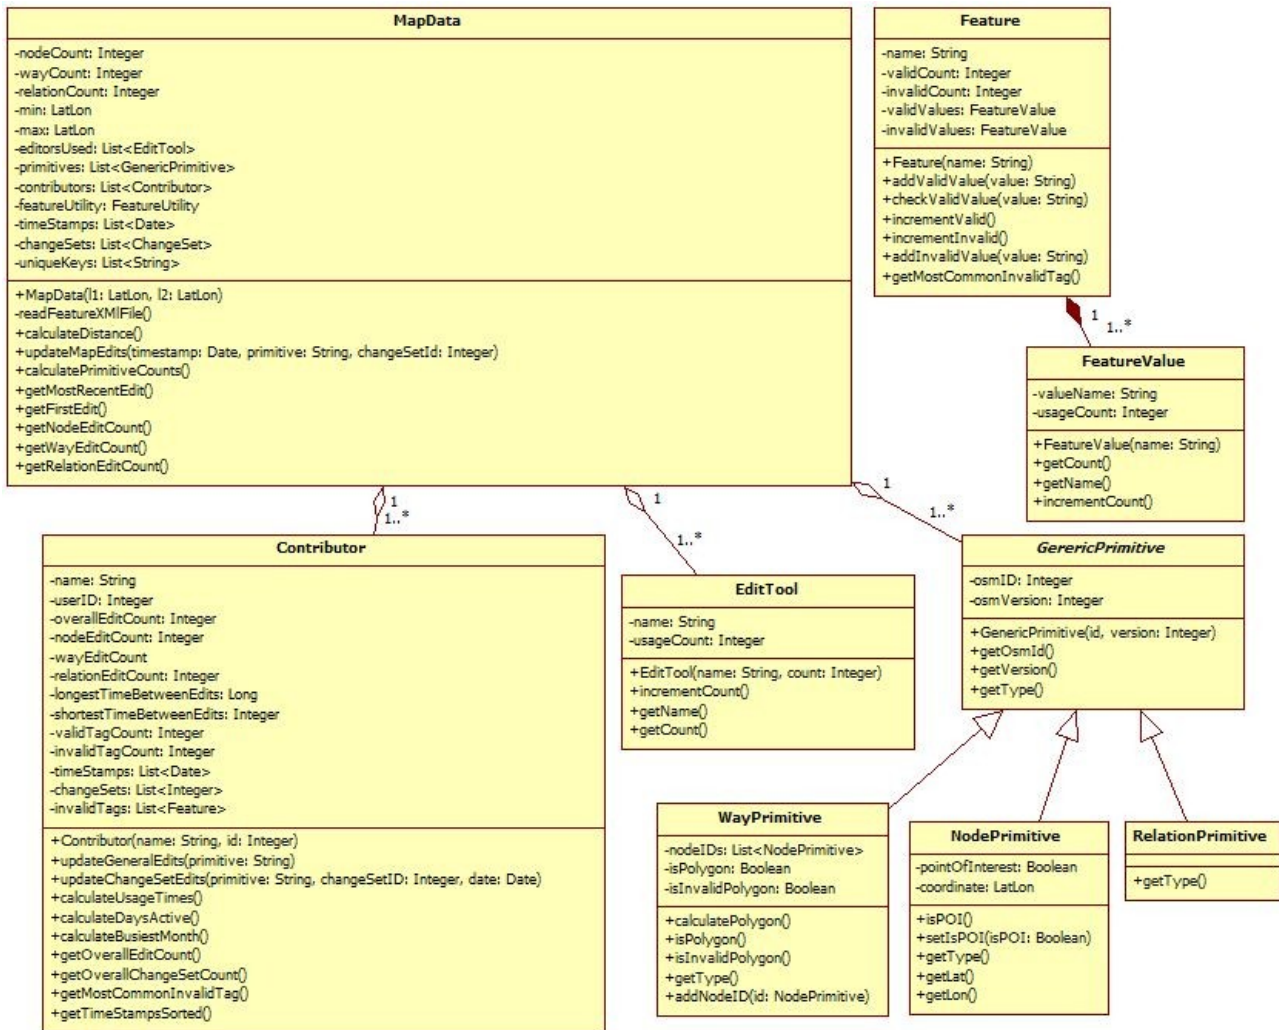 MapData
-nodeCount: Integer
-wayCount: Integer
-relationCount: Integer
-min: LatLon
-max: LatLon
-editorsUsed: List<EditTool>
-primitives: List<GenericPrimitive>
-contributors: List<Contributor>
-featureUtility: FeatureUtility
-timeStamps: List<Date>
-changeSets: List<ChangeSet>
-uniqueKeys: List<String>
+MapData(l1: LatLon, l2: LatLon)
-readFeatureXMlFile()
+calculateDistance()
+updateMapEdits(timestamp: Date, primitive: String, changeSetId: Integer)
+calculatePrimitiveCounts()
+getMostRecentEdit()
+getFirstEdit()
+getNodeEditCount()
+getWayEditCount()
+getRelationEditCount()
Feature
-name: String
-validCount: Integer
-invalidCount: Integer
-validValues: FeatureValue
-invalidValues: FeatureValue
+Feature(name: String)
+addValidValue(value: String)
+checkValidValue(value: String)
+incrementValid()
+incrementInvalid()
+addInvalidValue(value: String)
+getMostCommonInvalidTag()
1
1..*
FeatureValue
-valueName: String
-usageCount: Integer
+FeatureValue(name: String)
+getCount()
+getName()
+incrementCount()
1
1..*
1
1..*
1
1..*
Contributor
-name: String
-userID: Integer
-overallEditCount: Integer
-nodeEditCount: Integer
-wayEditCount
-relationEditCount: Integer
-longestTimeBetweenEdits: Long
-shortestTimeBetweenEdits: Integer
-validTagCount: Integer
-invalidTagCount: Integer
-timeStamps: List<Date>
-changeSets: List<Integer>
-invalidTags: List<Feature>
+Contributor(name: String, id: Integer)
+updateGeneralEdits(primitive: String)
+updateChangeSetEdits(primitive: String, changeSetID: Integer, date: Date)
+calculateUsageTimes()
+calculateDaysActive()
+calculateBusiestMonth()
+getOverallEditCount()
+getOverallChangeSetCount()
+getMostCommonInvalidTag()
+getTimeStampsSorted()
EditTool
-name: String
-usageCount: Integer
+EditTool(name: String, count: Integer)
+incrementCount()
+getName()
+getCount()
GerericPrimitive
-osmID: Integer
-osmVersion: Integer
+GenericPrimitive(id, version: Integer)
+getOsmId()
+getVersion()
+getType()
WayPrimitive
-nodeIDs: List<NodePrimitive>
-isPolygon: Boolean
-isInvalidPolygon: Boolean
+calculatePolygon()
+isPolygon()
+isInvalidPolygon()
+getType()
+addNodeID(id: NodePrimitive)
NodePrimitive
-pointOfInterest: Boolean
-coordinate: LatLon
+isPOI()
+setIsPOI(isPOI: Boolean)
+getType()
+getLat()
+getLon()
RelationPrimitive
+getType()